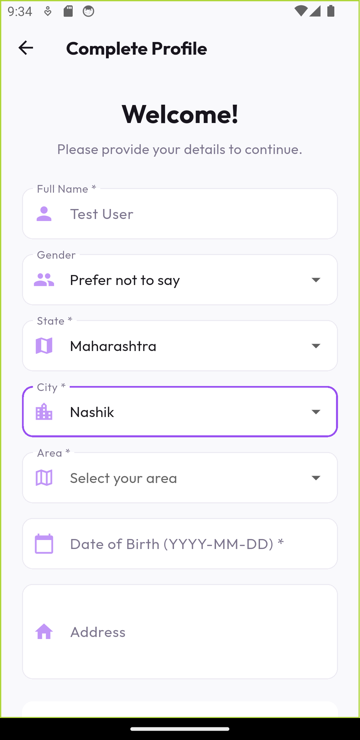 9:34
Complete Profile
Welcome!
Please provide your details to continue.
Full Name *
Test User
Gender
Prefer not to say
State *
Maharashtra
City *
Nashik
Area *
Select your area
Date of Birth (YYYY-MM-DD) *
Address